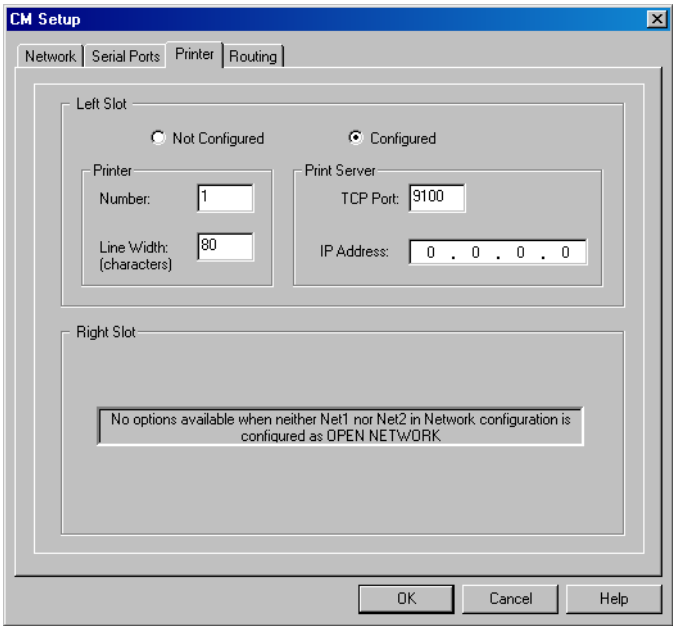 CM Setup
Network Serial Ports Printer Routing
Left Slot
Not Configured Configured
Printer
Number: 1
Line Width: 80
(characters)
Print Server
TCP Port: 9100
IP Address: 0 . 0 . 0 . 0
Right Slot
No options available when neither Net1 nor Net2 in Network configuration is
configured as OPEN NETWORK
OK Cancel Help